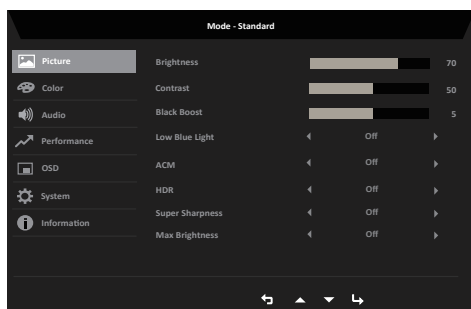 Mode - Standard
Picture
Brightness 70
Color
Contrast 50
Audio
Black Boost 5
Performance
Low Blue Light Off
OSD
ACM Off
System
HDR Off
Information
Super Sharpness Off
Max Brightness Off